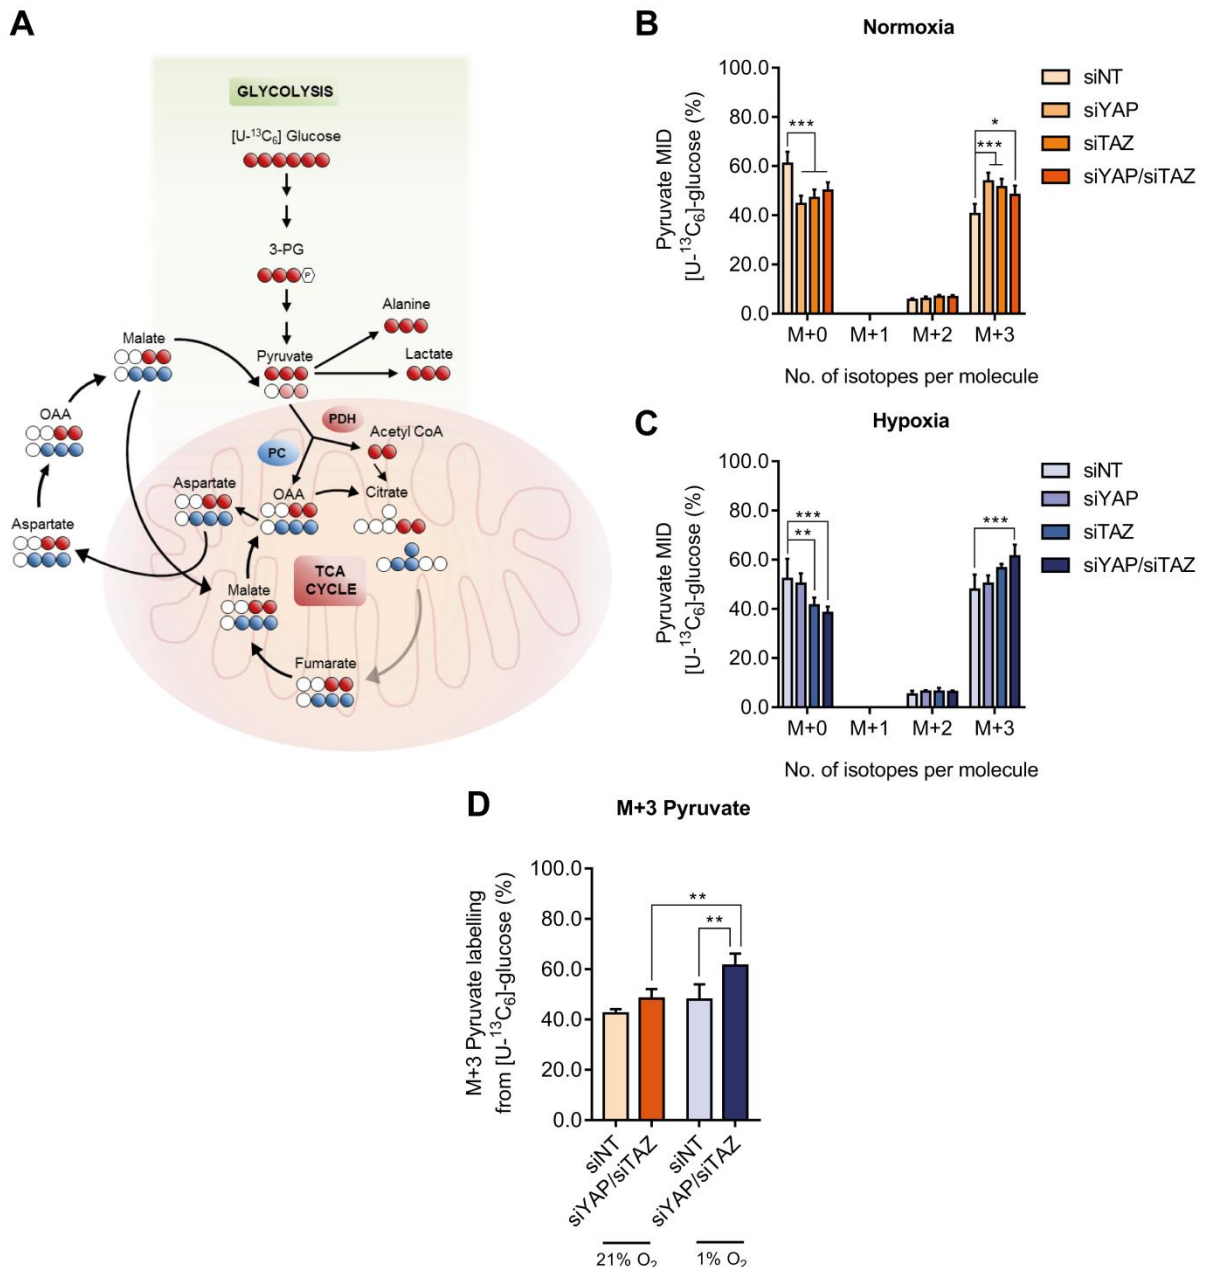 A
GLYCOLYSIS
[U-¹³C₆] Glucose
3-PG
P
Alanine
Malate
Pyruvate
Lactate
OAA
PDH
Acetyl CoA
PC
Aspartate
OAA
Citrate
Aspartate
TCA
CYCLE
Malate
Fumarate
B
Normoxia
Pyruvate MID
[U-¹³C₆]-glucose (%)
100.0
80.0
60.0
40.0
20.0
0.0
***
*
***
M+0
M+1
M+2
M+3
No. of isotopes per molecule
siNT
siYAP
siTAZ
siYAP/siTAZ
C
Hypoxia
Pyruvate MID
[U-¹³C₆]-glucose (%)
100.0
80.0
60.0
40.0
20.0
0.0
***
**
***
M+0
M+1
M+2
M+3
No. of isotopes per molecule
siNT
siYAP
siTAZ
siYAP/siTAZ
D
M+3 Pyruvate
M+3 Pyruvate labelling
from [U-¹³C₆]-glucose (%)
100.0
80.0
60.0
40.0
20.0
0.0
**
**
siNT
siYAP/siTAZ
siNT
siYAP/siTAZ
21% O₂
1% O₂